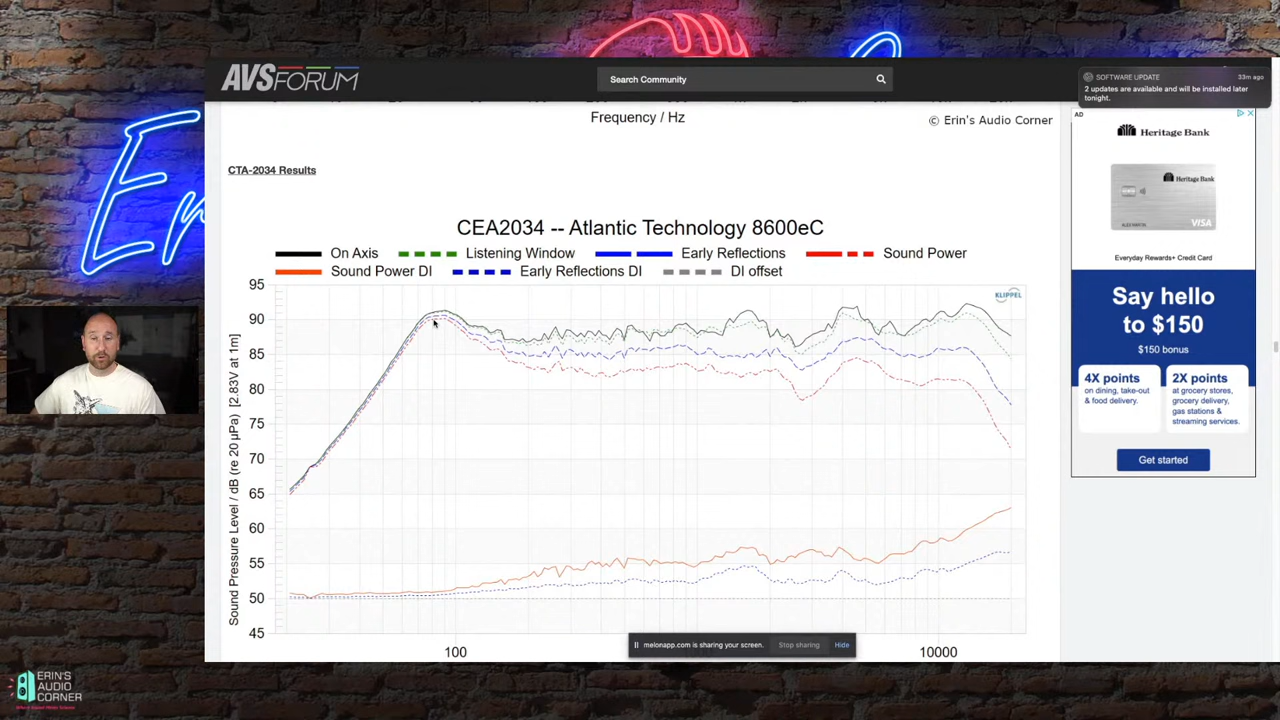 Er
AVSFORUM
Search Community
SOFTWARE UPDATE
33m ago
2 updates are available and will be installed later
tonight.
Frequency / Hz
© Erin's Audio Corner
CTA-2034 Results
CEA2034 -- Atlantic Technology 8600eC
On Axis
Listening Window
Early Reflections
Sound Power
Sound Power DI
Early Reflections DI
DI offset
KLIPPEL
Sound Pressure Level / dB (re 20 µPa) [2.83V at 1m]
95
90
85
80
75
70
65
60
55
50
45
100
10000
melonapp.com is sharing your screen.
Stop sharing
Hide
AD
Heritage Bank
Heritage Bank
VISA
Everyday Rewards+ Credit Card
Say hello
to $150
$150 bonus
4X points
on dining, take-out
& food delivery.
2X points
at grocery stores,
grocery delivery,
gas stations &
streaming services.
Get started
ERIN'S
AUDIO
CORNER